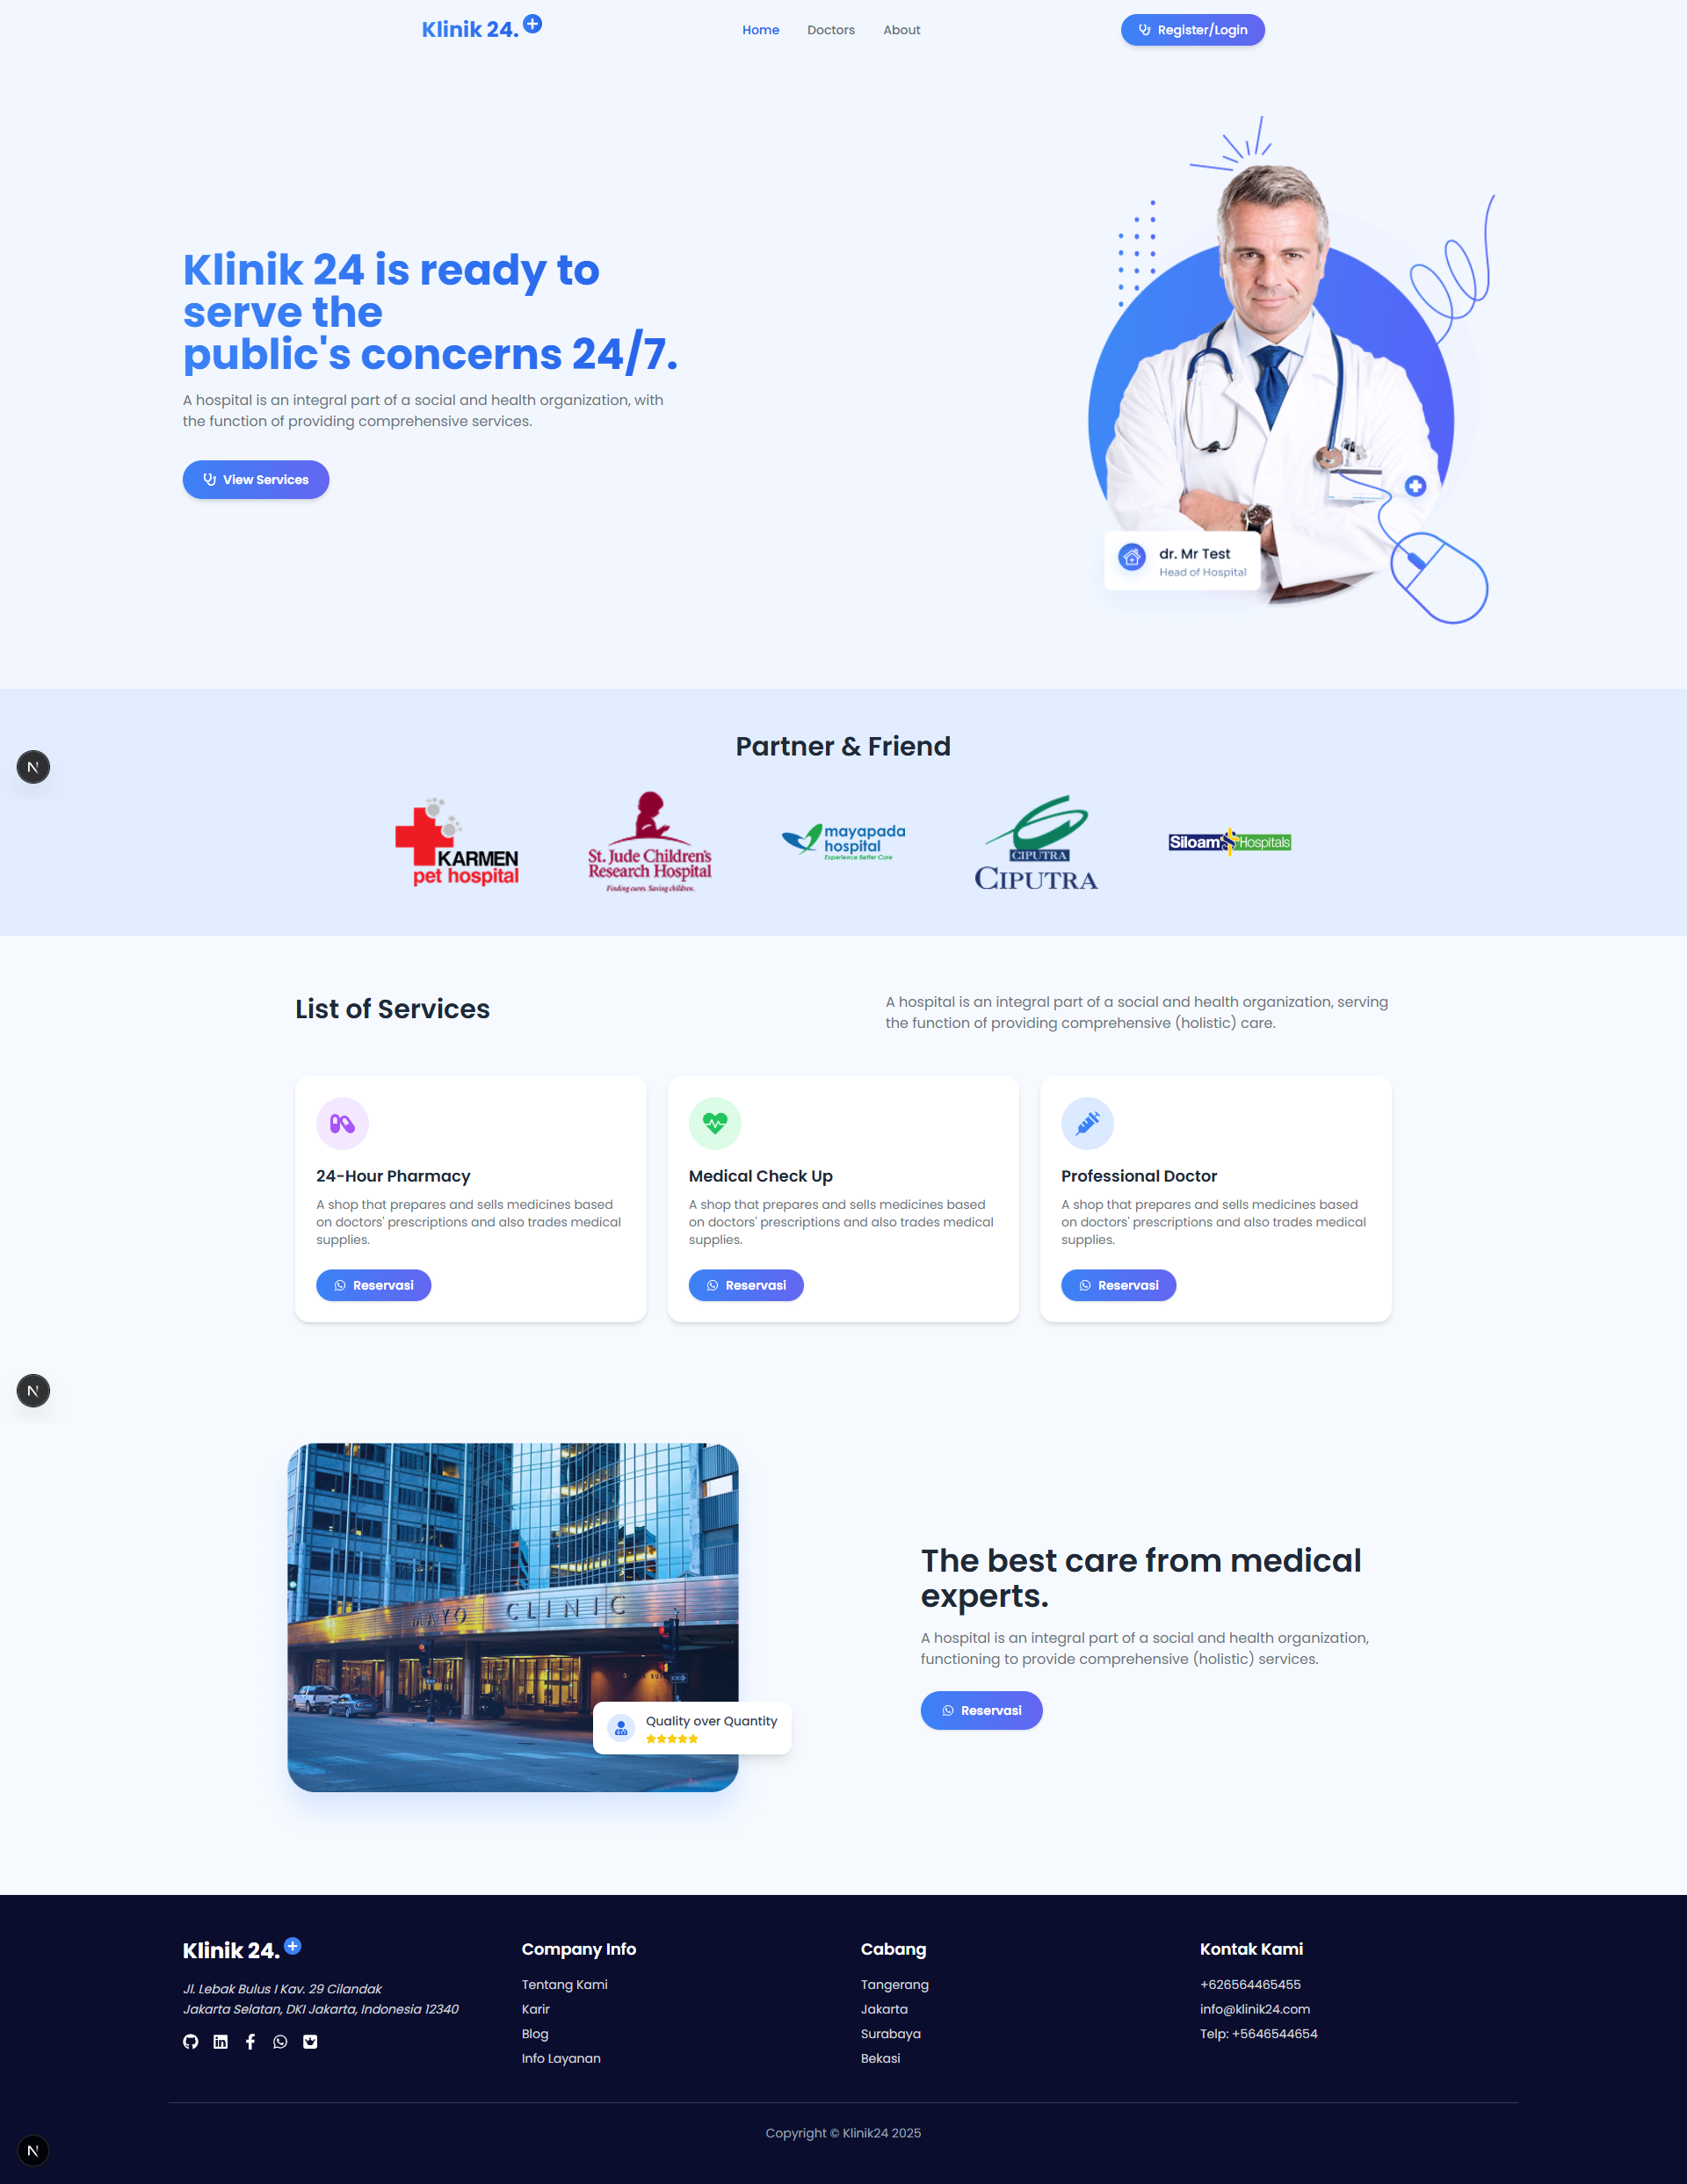 Klinik 24.
Home
Doctors
About
Register/Login
Klinik 24 is ready to
serve the
public's concerns 24/7.
A hospital is an integral part of a social and health organization, with
the function of providing comprehensive services.
View Services
dr. Mr Test
Head of Hospital
Partner & Friend
KARMEN
pet hospital
St. Jude Children's
Research Hospital
Finding cures. Saving children.
mayapada
hospital
Experience Better Care
CIPUTRA
CIPUTRA
Siloam Hospitals
N
List of Services
A hospital is an integral part of a social and health organization, serving
the function of providing comprehensive (holistic) care.
24-Hour Pharmacy
A shop that prepares and sells medicines based
on doctors' prescriptions and also trades medical
supplies.
Reservasi
Medical Check Up
A shop that prepares and sells medicines based
on doctors' prescriptions and also trades medical
supplies.
Reservasi
Professional Doctor
A shop that prepares and sells medicines based
on doctors' prescriptions and also trades medical
supplies.
Reservasi
N
MAYO CLINIC
Quality over Quantity
The best care from medical
experts.
A hospital is an integral part of a social and health organization,
functioning to provide comprehensive (holistic) services.
Reservasi
Klinik 24.
Jl. Lebak Bulus I Kav. 29 Cilandak
Jakarta Selatan, DKI Jakarta, Indonesia 12340
Company Info
Tentang Kami
Karir
Blog
Info Layanan
Cabang
Tangerang
Jakarta
Surabaya
Bekasi
Kontak Kami
+626564465455
info@klinik24.com
Telp: +5646544654
Copyright © Klinik24 2025
N